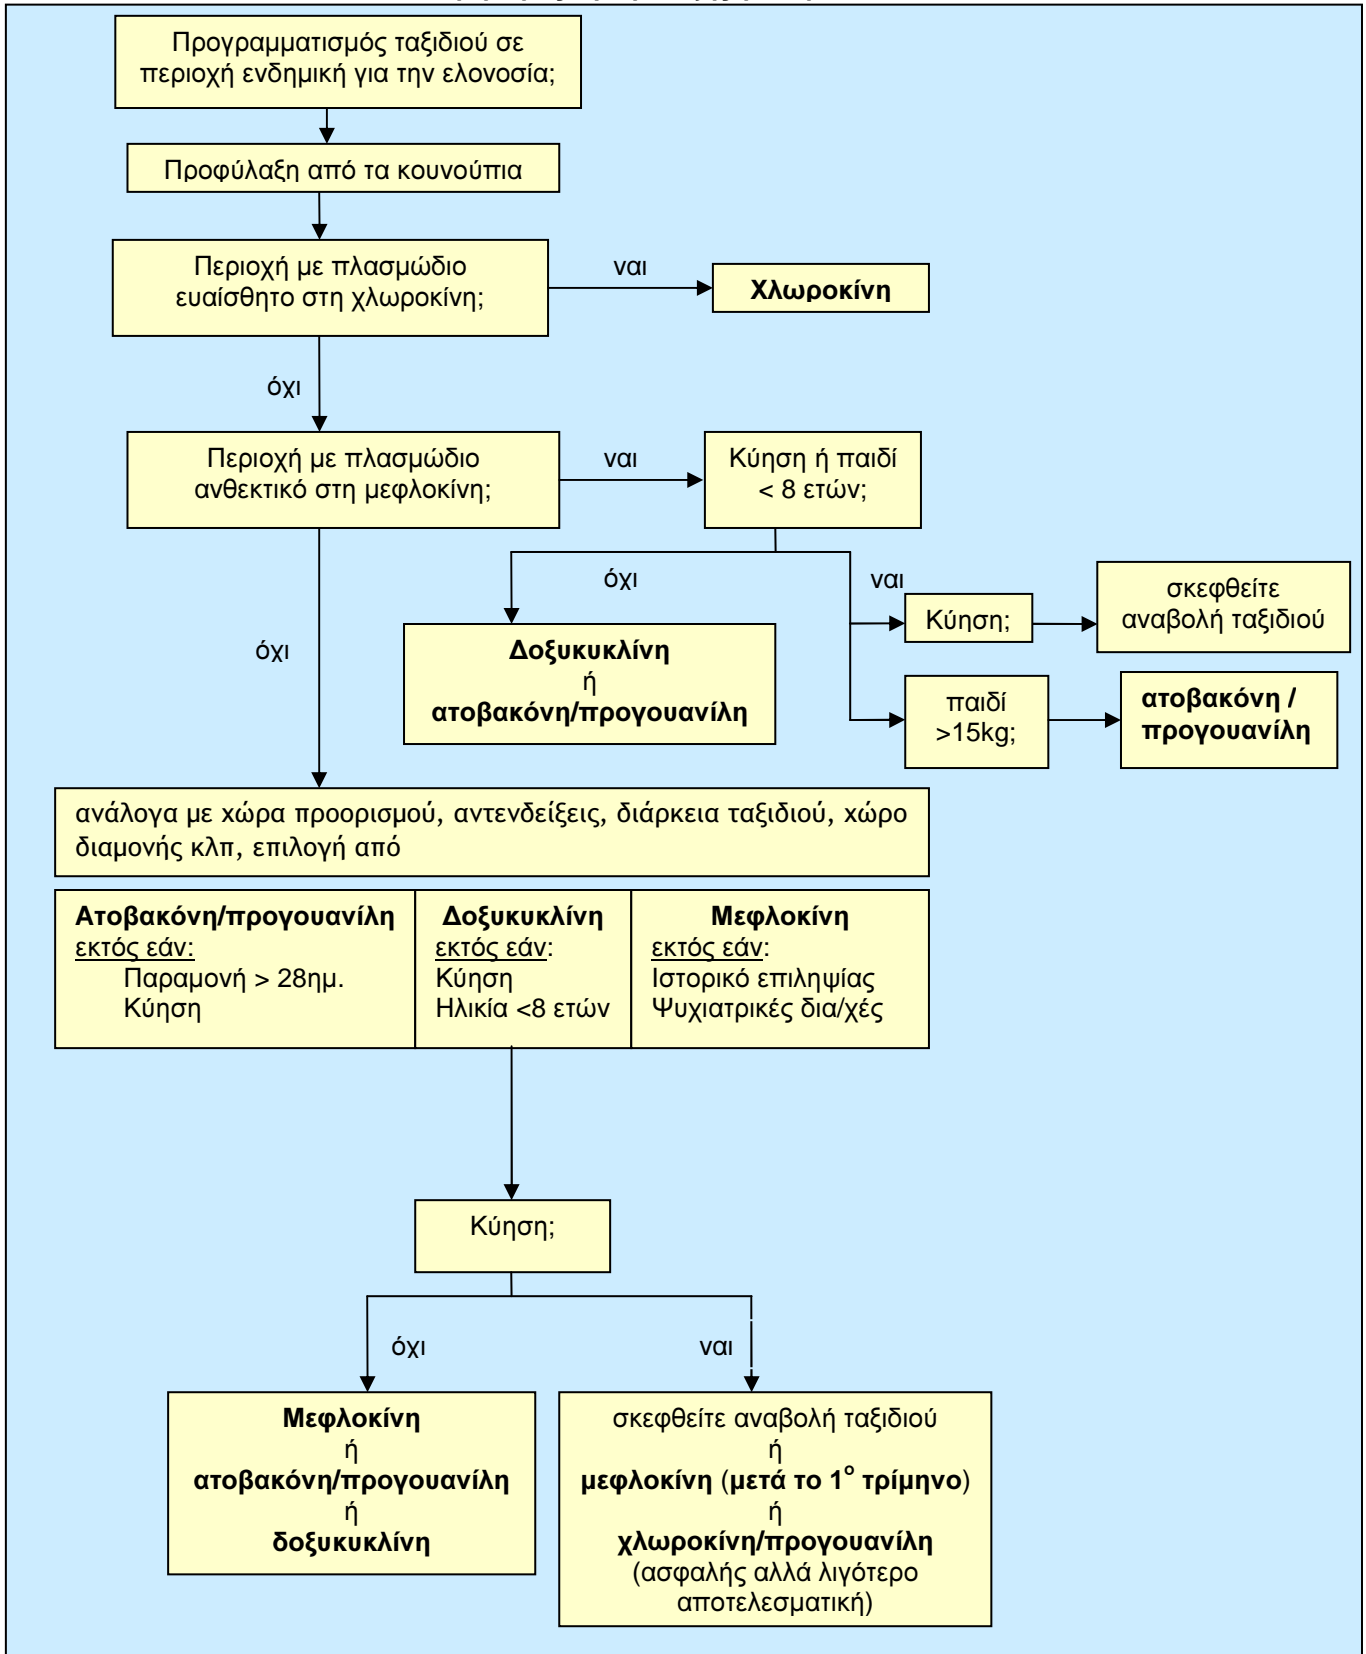 Προγραμματισμός ταξιδιού σε
περιοχή ενδημική για την ελονοσία;
Προφύλαξη από τα κουνούπια
Περιοχή με πλασμώδιο
ευαίσθητο στη χλωροκίνη;
ναι
Χλωροκίνη
όχι
Περιοχή με πλασμώδιο
ανθεκτικό στη μεφλοκίνη;
ναι
Κύηση ή παιδί
< 8 ετών;
όχι
ναι
Κύηση;
σκεφθείτε
αναβολή ταξιδιού
Δοξυκυκλίνη
ή
ατοβακόνη/προγουανίλη
παιδί
>15kg;
ατοβακόνη /
προγουανίλη
όχι
ανάλογα με χώρα προορισμού, αντενδείξεις, διάρκεια ταξιδιού, χώρο
διαμονής κλπ, επιλογή από
Ατοβακόνη/προγουανίλη
εκτός εάν:
Παραμονή > 28ημ.
Κύηση
Δοξυκυκλίνη
εκτός εάν:
Κύηση
Ηλικία <8 ετών
Μεφλοκίνη
εκτός εάν:
Ιστορικό επιληψίας
Ψυχιατρικές δια/χές
Κύηση;
όχι
ναι
Μεφλοκίνη
ή
ατοβακόνη/προγουανίλη
ή
δοξυκυκλίνη
σκεφθείτε αναβολή ταξιδιού
ή
μεφλοκίνη (μετά το 1ο τρίμηνο)
ή
χλωροκίνη/προγουανίλη
(ασφαλής αλλά λιγότερο
αποτελεσματική)